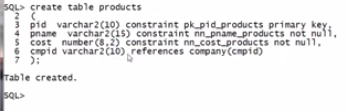 SQL> create table products
2 (
3 pid varchar2(10) constraint pk_pid_products primary key,
4 pname varchar2(15) constraint nn_pname_products not null,
5 cost number(8,2) constraint nn_cost_products not null,
6 cmpid varchar2(10) references company(cmpid)
7 );
Table created.
SQL>